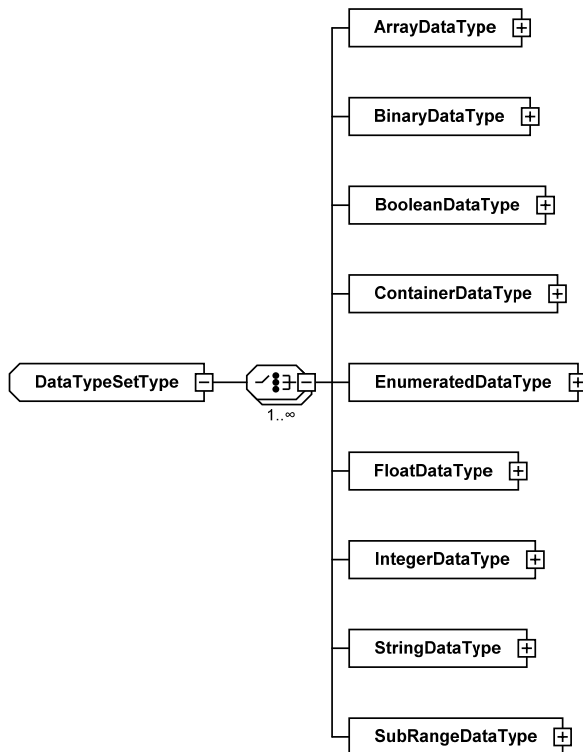 ArrayDataType
BinaryDataType
BooleanDataType
ContainerDataType
DataTypeSetType
1..∞
EnumeratedDataType
FloatDataType
IntegerDataType
StringDataType
SubRangeDataType